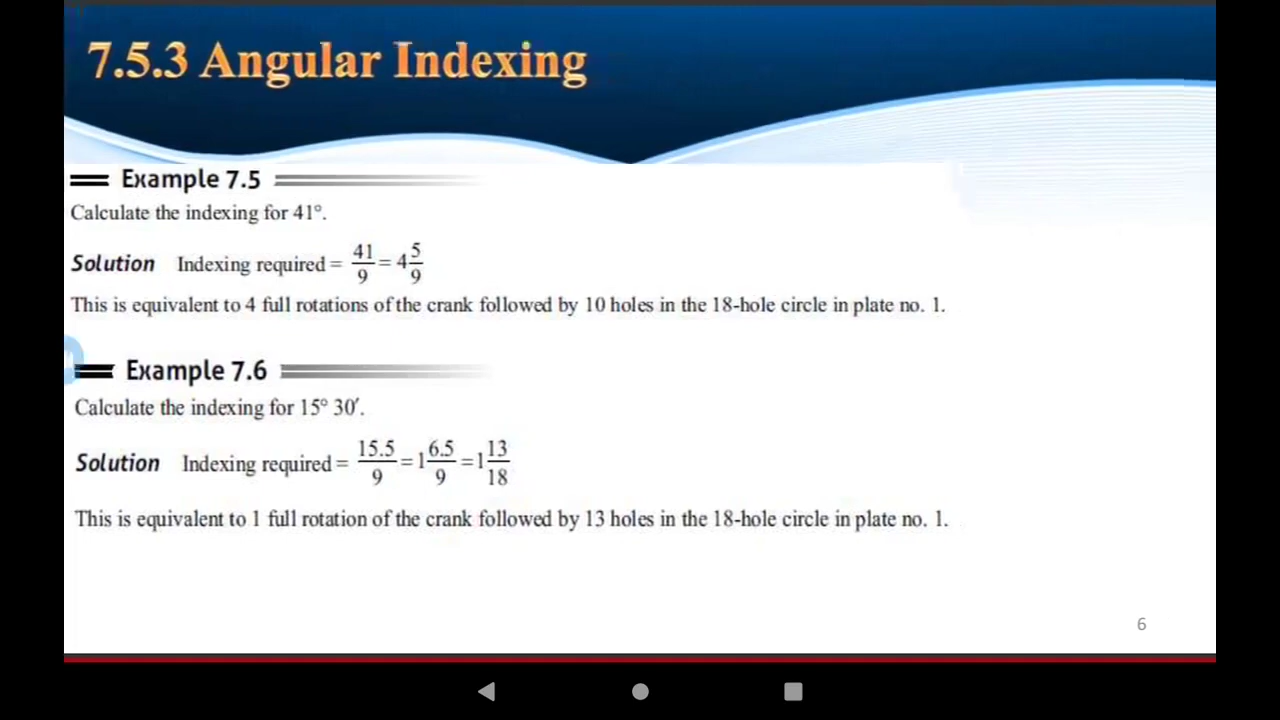 7.5.3 Angular Indexing
Example 7.5
Calculate the indexing for 41°.
Solution Indexing required = 41/9 = 4 5/9
This is equivalent to 4 full rotations of the crank followed by 10 holes in the 18-hole circle in plate no. 1.
Example 7.6
Calculate the indexing for 15° 30′.
Solution Indexing required = 15.5/9 = 1 6.5/9 = 1 13/18
This is equivalent to 1 full rotation of the crank followed by 13 holes in the 18-hole circle in plate no. 1.
6